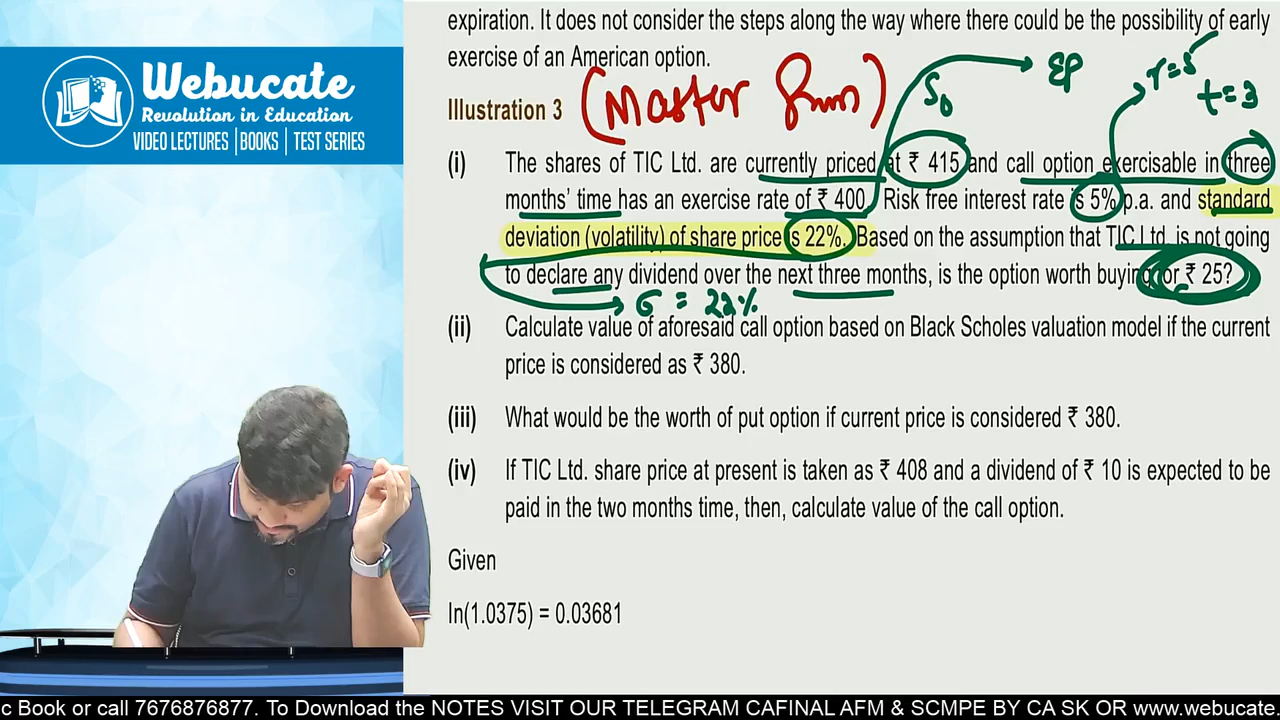 expiration. It does not consider the steps along the way where there could be the possibility of early
exercise of an American option.
Webucate
Revolution in Education
VIDEO LECTURES | BOOKS | TEST SERIES
Illustration 3
(Master Sum)
S0
EP
r = 5
t = 3
(i) The shares of TIC Ltd. are currently priced at ₹ 415 and call option exercisable in three
months' time has an exercise rate of ₹ 400. Risk free interest rate is 5% p.a. and standard
deviation (volatility) of share price is 22%. Based on the assumption that TIC Ltd. is not going
to declare any dividend over the next three months, is the option worth buying for ₹ 25?
σ = 22%
(ii) Calculate value of aforesaid call option based on Black Scholes valuation model if the current
price is considered as ₹ 380.
(iii) What would be the worth of put option if current price is considered ₹ 380.
(iv) If TIC Ltd. share price at present is taken as ₹ 408 and a dividend of ₹ 10 is expected to be
paid in the two months time, then, calculate value of the call option.
Given
ln(1.0375) = 0.03681
c Book or call 7676876877. To Download the NOTES VISIT OUR TELEGRAM CAFINAL AFM & SCMPE BY CA SK OR www.webucate.